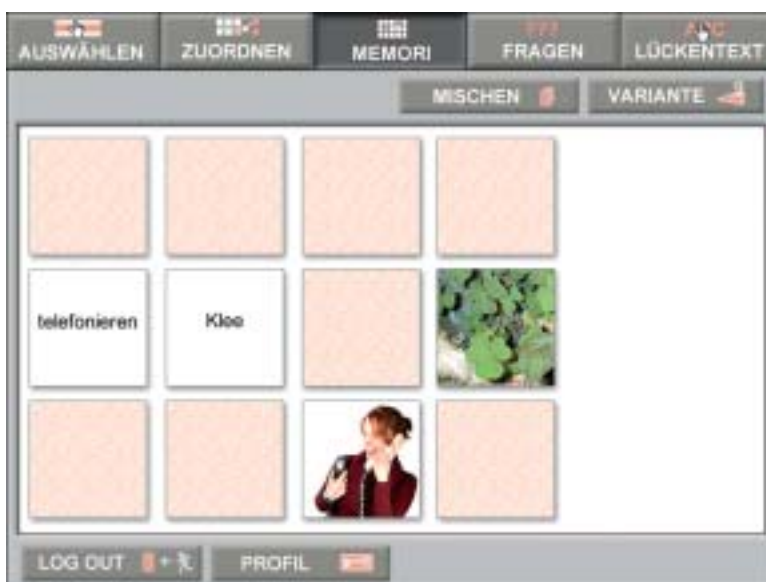 AUSWÄHLEN ZUORDNEN MEMORI FRAGEN LÜCKENTEXT
MISCHEN VARIANTE
telefonieren Klee
LOG OUT PROFIL